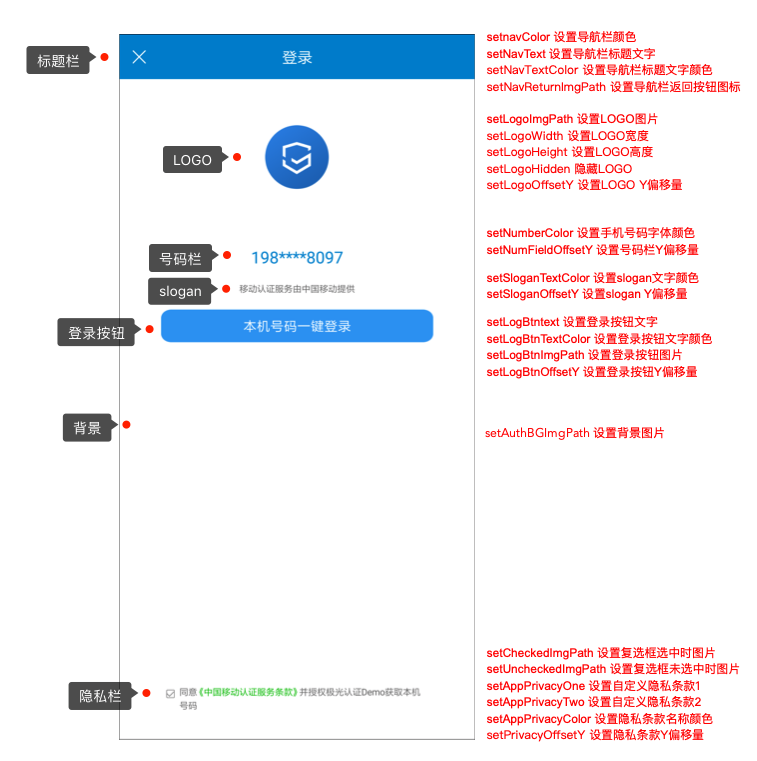 setnavColor 设置导航栏颜色
标题栏
登录
setNavText 设置导航栏标题文字
setNavTextColor 设置导航栏标题文字颜色
setNavReturnImgPath 设置导航栏返回按钮图标
setLogoImgPath 设置LOGO图片
setLogoWidth 设置LOGO宽度
LOGO
setLogoHeight 设置LOGO高度
setLogoHidden 隐藏LOGO
setLogoOffsetY 设置LOGO Y偏移量
setNumberColor 设置手机号码字体颜色
setNumFieldOffsetY 设置号码栏Y偏移量
号码栏
198****8097
setSloganTextColor 设置slogan文字颜色
slogan
移动认证服务由中国移动提供
setSloganOffsetY 设置slogan Y偏移量
setLogBtntext 设置登录按钮文字
登录按钮
本机号码一键登录
setLogBtnTextColor 设置登录按钮文字颜色
setLogBtnImgPath 设置登录按钮图片
setLogBtnOffsetY 设置登录按钮Y偏移量
背景
setAuthBGImgPath 设置背景图片
setCheckedImgPath 设置复选框选中时图片
setUncheckedImgPath 设置复选框未选中时图片
setAppPrivacyOne 设置自定义隐私条款1
隐私栏
同意《中国移动认证服务条款》并授权极光认证Demo获取本机
号码
setAppPrivacyTwo 设置自定义隐私条款2
setAppPrivacyColor 设置隐私条款名称颜色
setPrivacyOffsetY 设置隐私条款Y偏移量